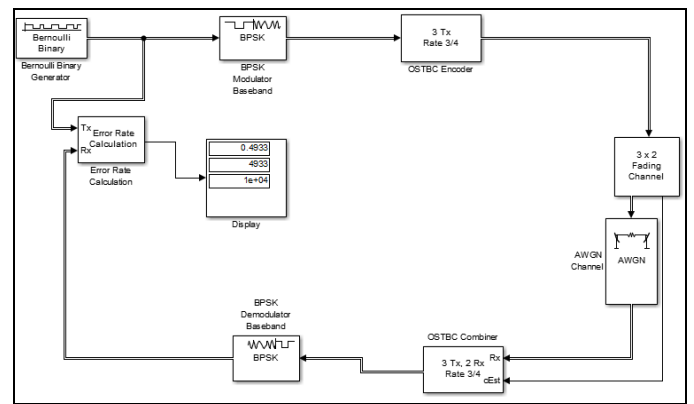 Bernoulli
Binary
Bernoulli Binary
Generator
BPSK
BPSK
Modulator
Baseband
3 Tx
Rate 3/4
OSTBC Encoder
3 x 2
Fading
Channel
Tx
Rx
Error Rate
Calculation
Error Rate
Calculation
0.4933
4933
1e+04
Display
AWGN
AWGN
Channel
BPSK
Demodulator
Baseband
BPSK
OSTBC Combiner
3 Tx, 2 Rx
Rate 3/4
Rx
cEst